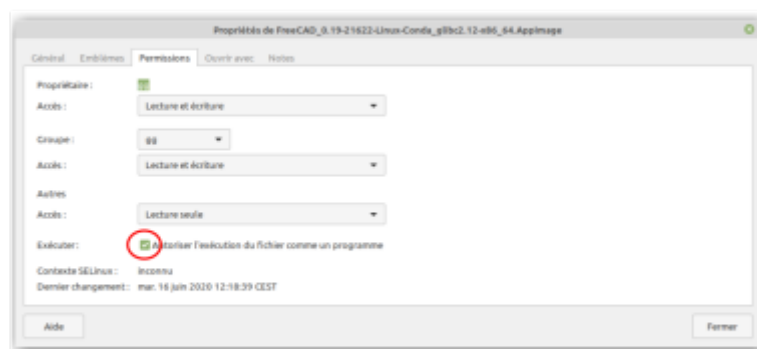 Propriétés de FreeCAD_0.19-21622-Linux-Conda_glibc2.12-x86_64.AppImage
Général Emblèmes Permissions Ouvrir avec Notes
Propriétaire :
Accès : Lecture et écriture
Groupe : gg
Accès : Lecture et écriture
Autres
Accès : Lecture seule
Exécuter : Autoriser l'exécution du fichier comme un programme
Contexte SELinux : inconnu
Dernier changement : mar. 16 juin 2020 12:18:39 CEST
Aide Fermer